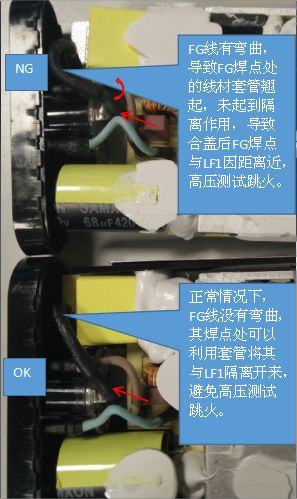 NG
FG线有弯曲，
导致FG焊点处
的线材套管翘
起，未起到隔
离作用，导致
合盖后FG焊点
与LF1因距离近，
高压测试跳火。
68μF420
OK
正常情况下，
FG线没有弯曲，
其焊点处可以
利用套管将其
与LF1隔离开来，
避免高压测试
跳火。